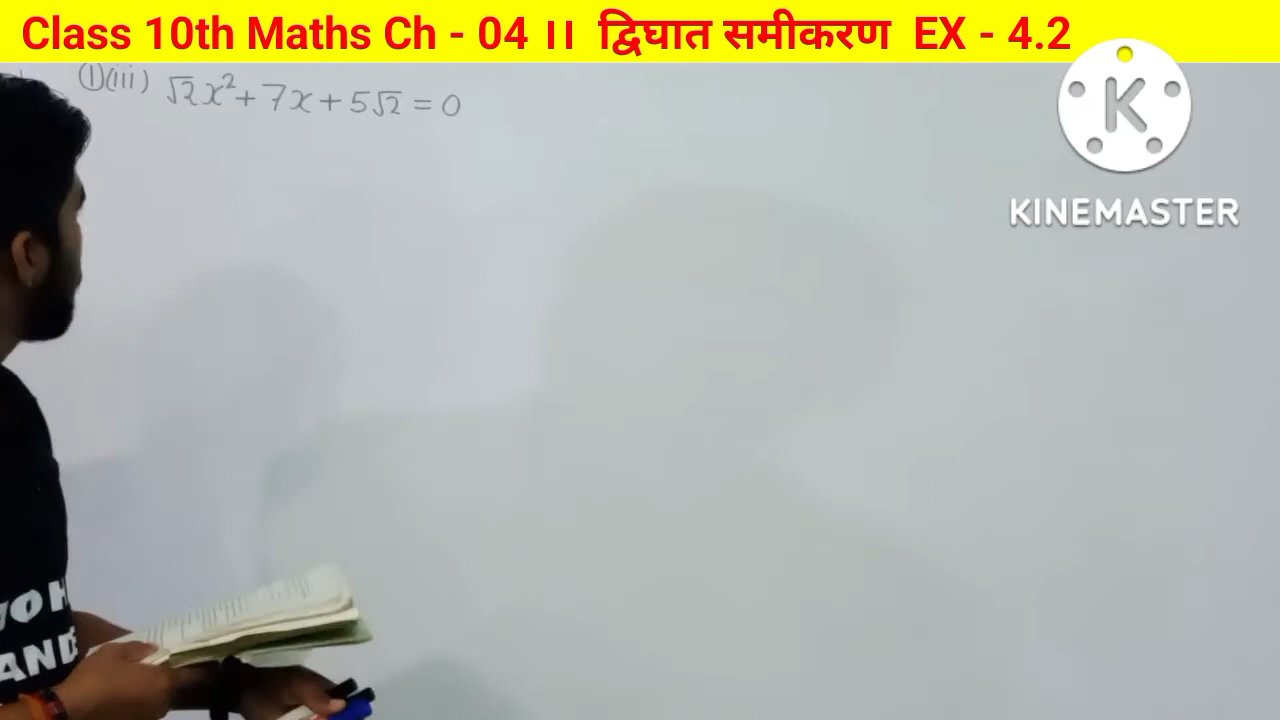 Class 10th Maths Ch - 04 ।। द्विघात समीकरण EX - 4.2
①(iii) √2x² + 7x + 5√2 = 0
K
KINEMASTER